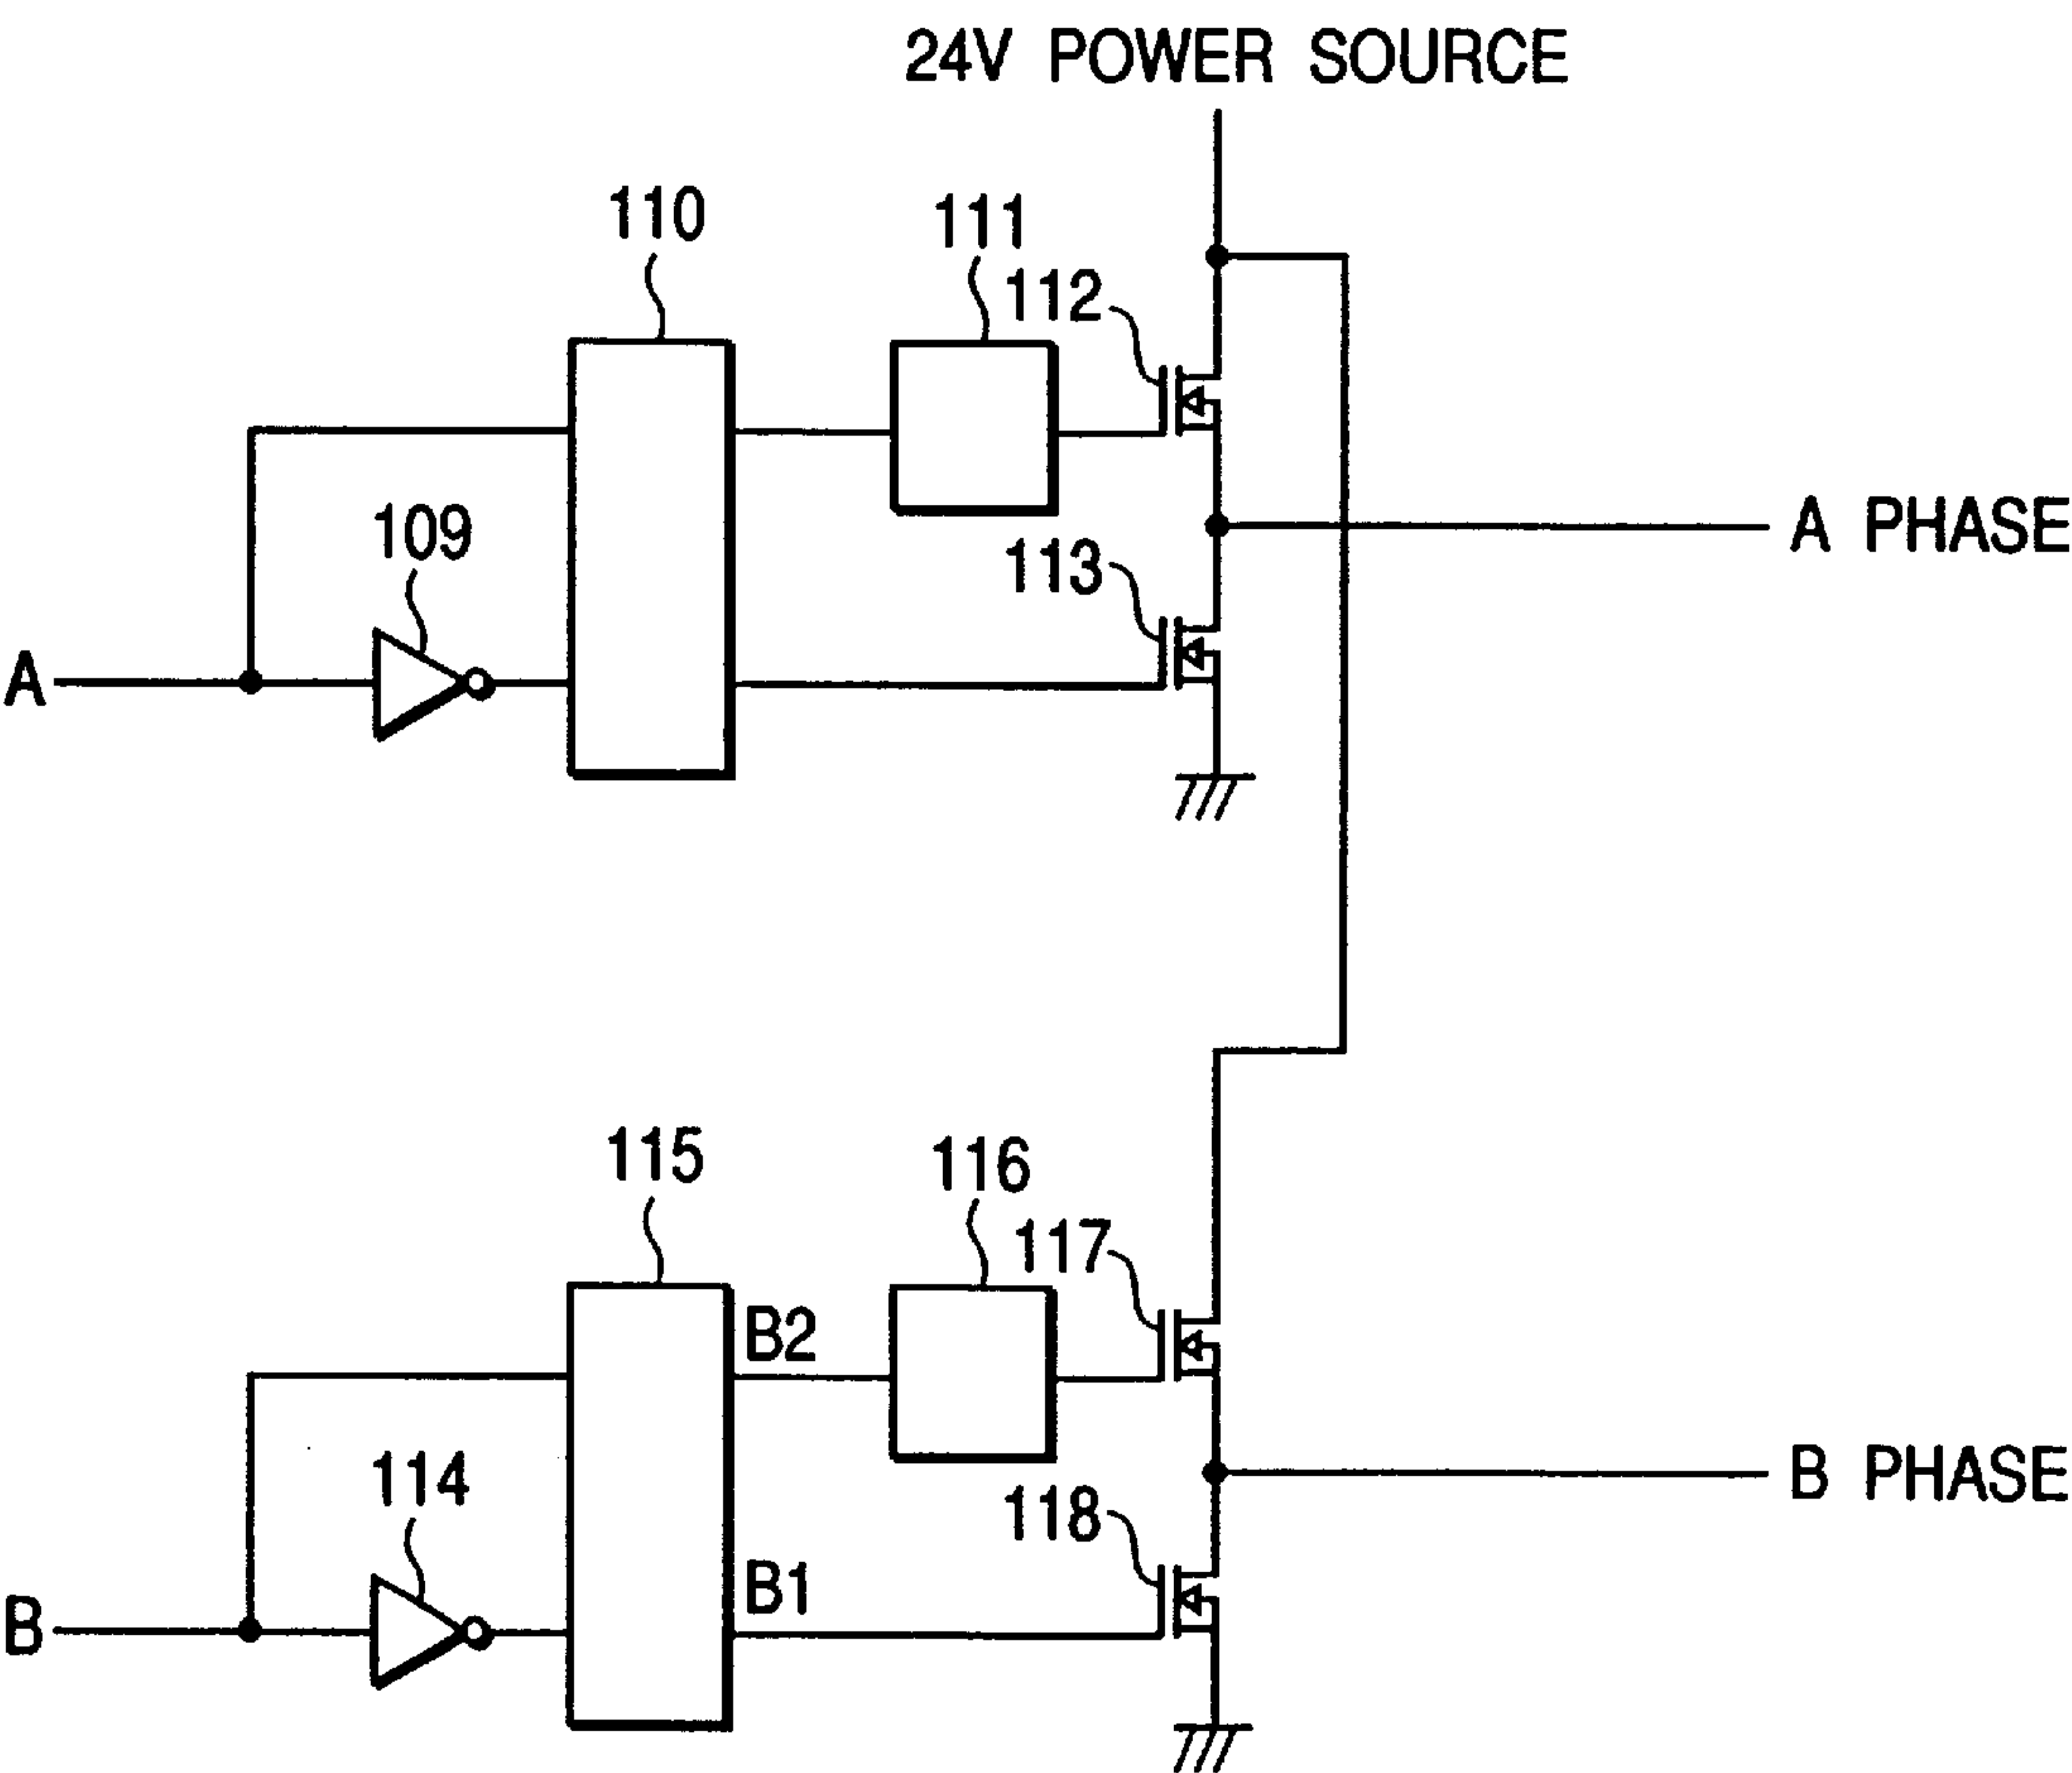 24V POWER SOURCE
110
111
112
109
113
A PHASE
A
115
116
117
B2
114
118
B PHASE
B1
B